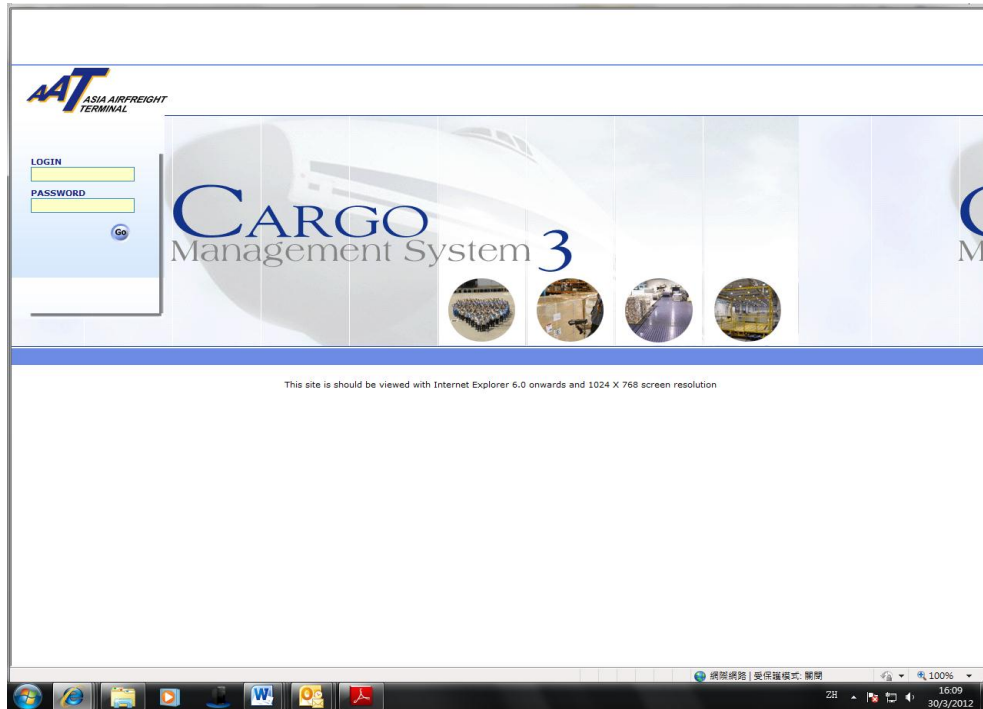 AAT ASIA AIRFREIGHT
TERMINAL
LOGIN
PASSWORD
Go
CARGO
Management System 3
C
M
This site is should be viewed with Internet Explorer 6.0 onwards and 1024 X 768 screen resolution
網際網路 | 受保護模式: 關閉
100%
ZH
16:09
30/3/2012